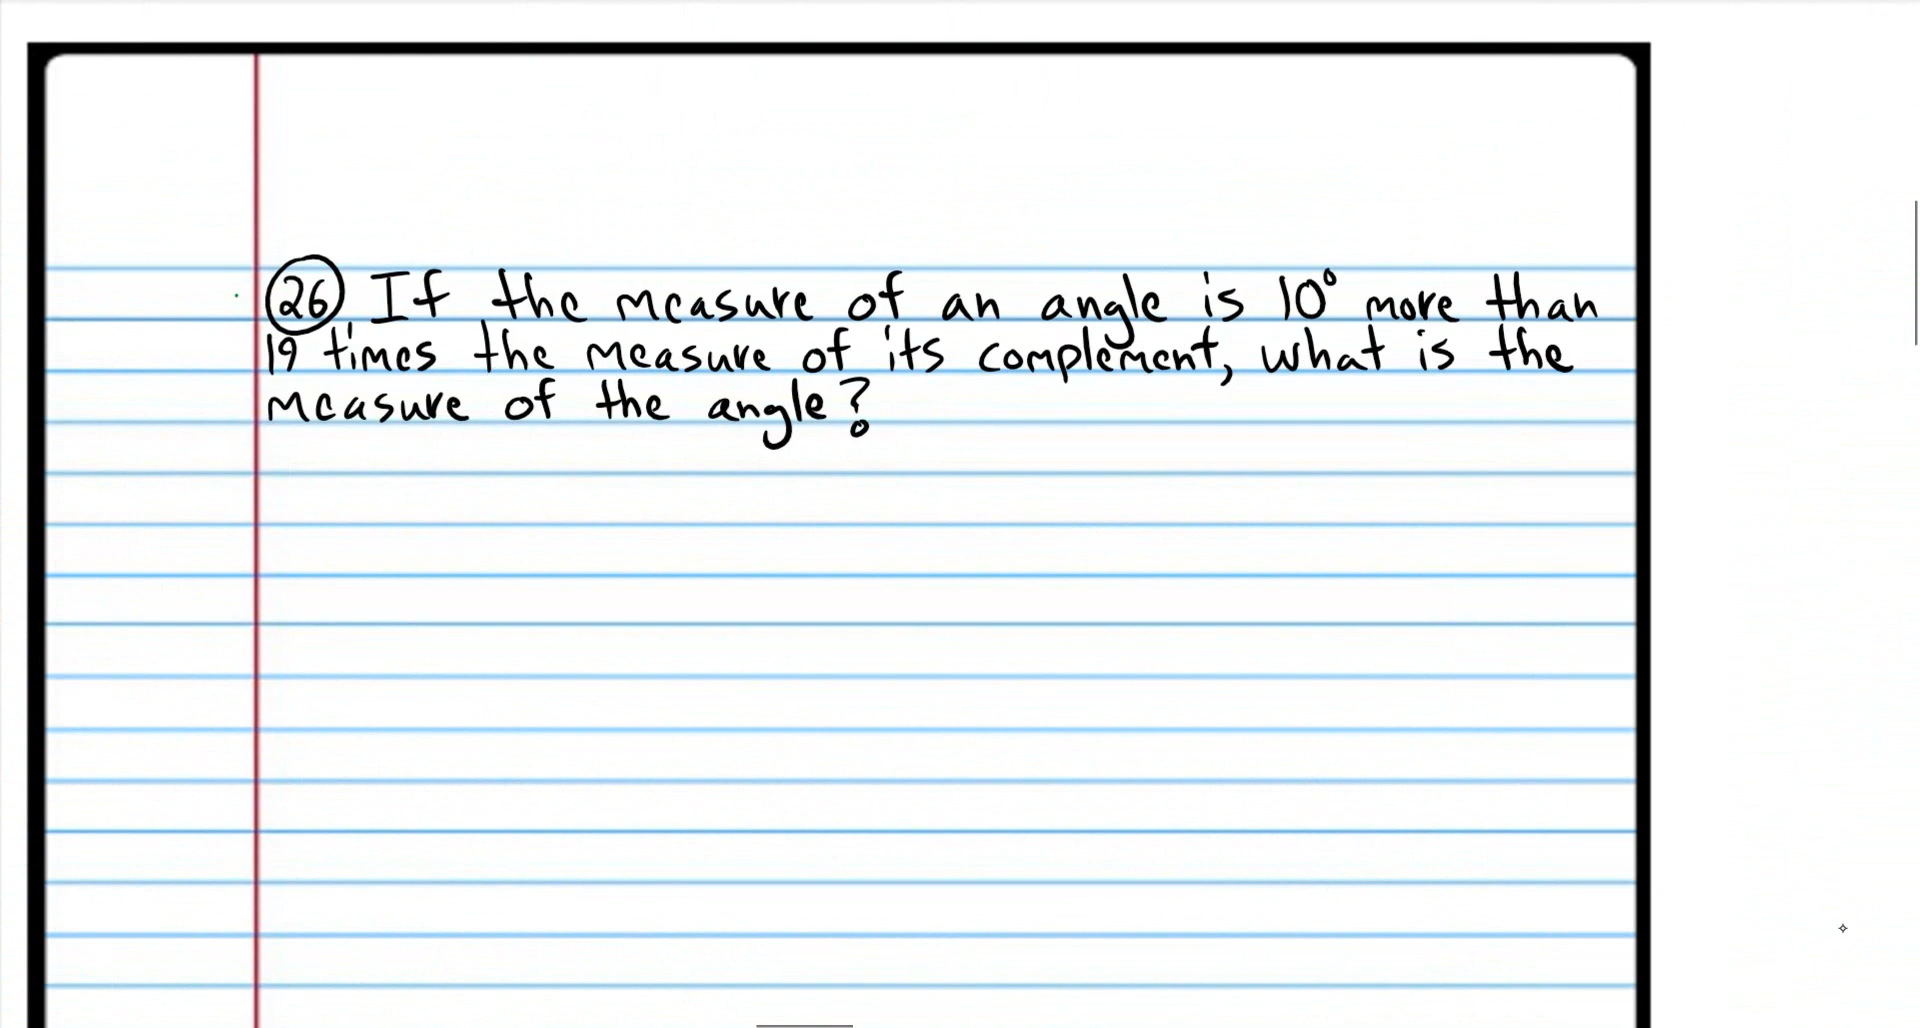 26 If the measure of an angle is 10° more than
19 times the measure of its complement, what is the
measure of the angle?